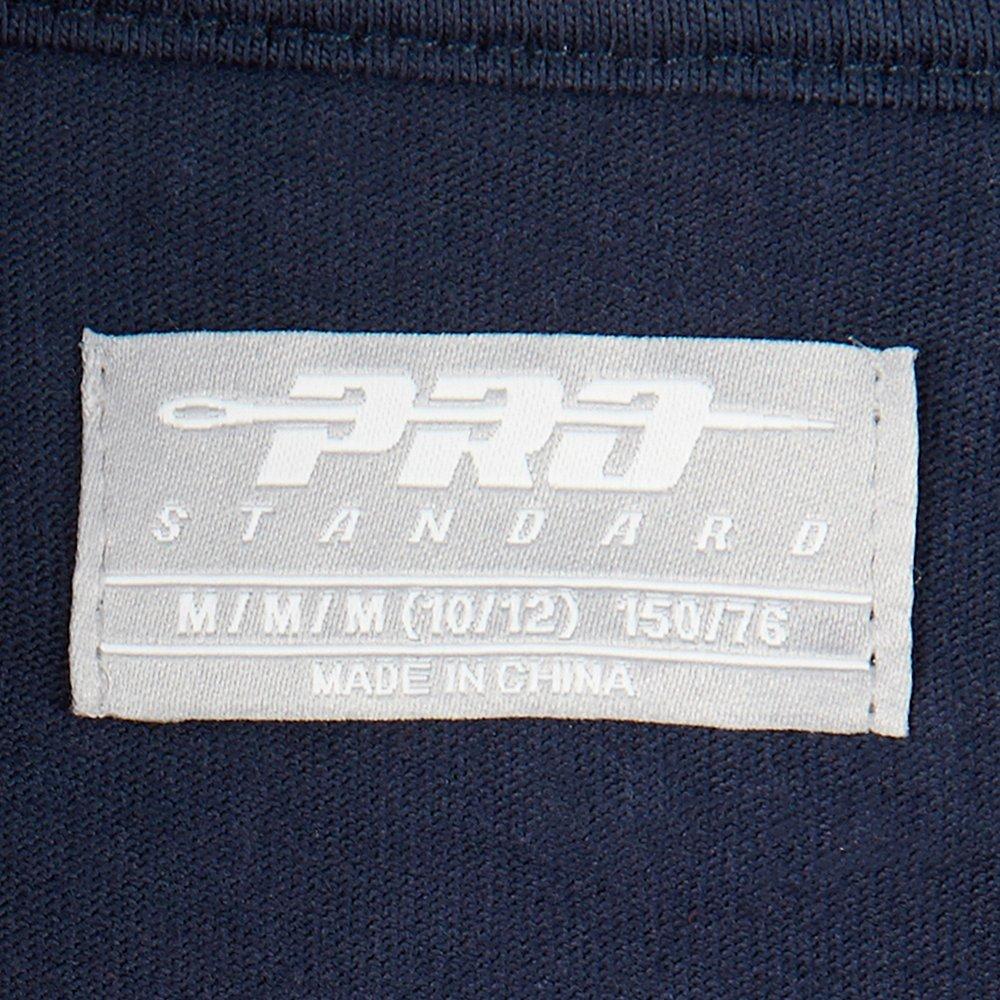 PRO
STANDARD
M/M/M (10/12) 150/76
MADE IN CHINA